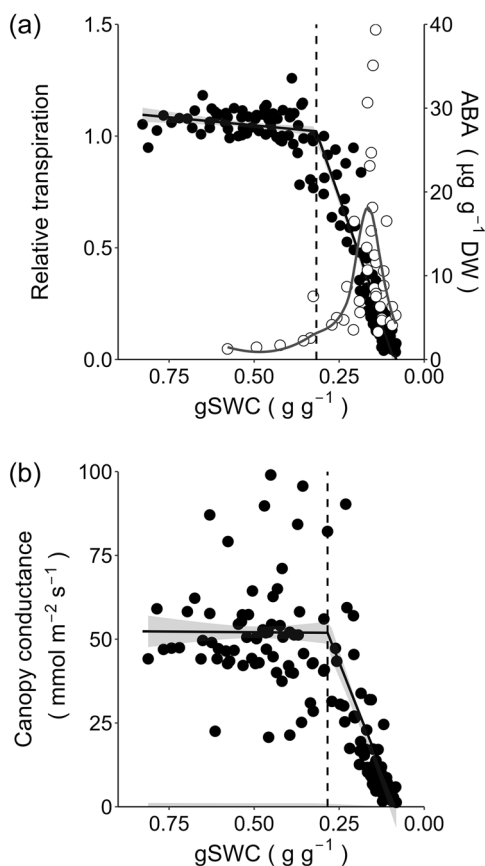 (a)
1.5
1.0
0.5
0.0
Relative transpiration
40
30
20
10
0
ABA ( µg g⁻¹ DW )
0.75 0.50 0.25 0.00
gSWC ( g g⁻¹ )
(b)
100
75
50
25
0
Canopy conductance
( mmol m⁻² s⁻¹ )
0.75 0.50 0.25 0.00
gSWC ( g g⁻¹ )